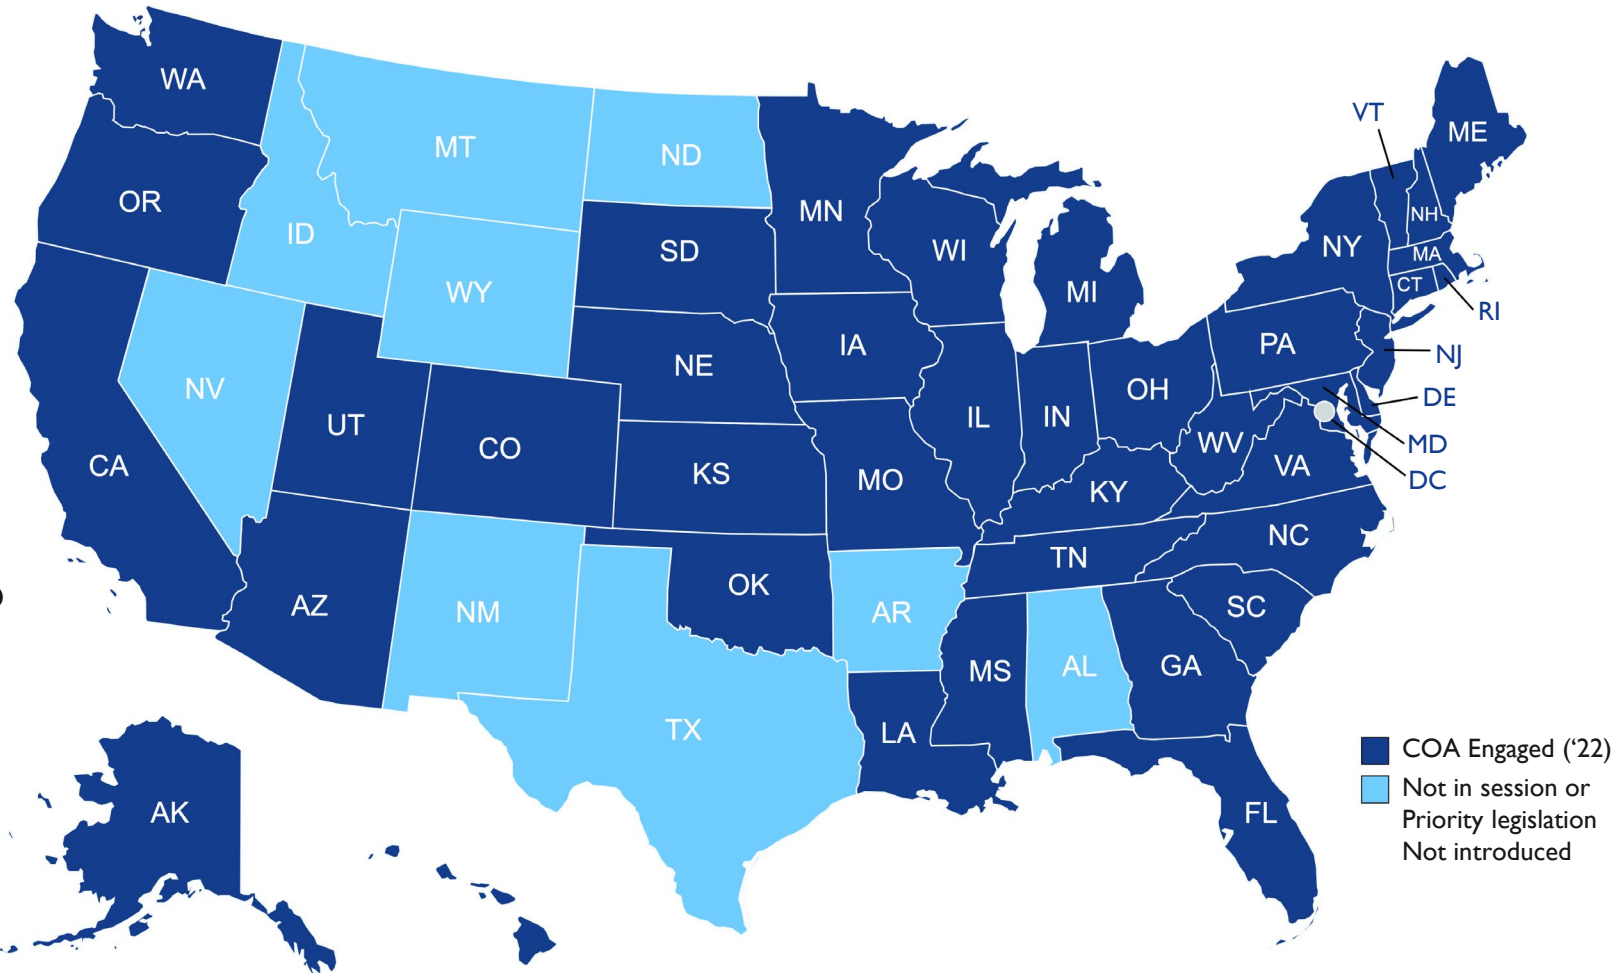 WA
OR
CA
ID
NV
MT
WY
UT
AZ
CO
NM
ND
SD
NE
KS
OK
TX
MN
IA
MO
AR
LA
WI
IL
MI
IN
OH
KY
TN
MS
AL
GA
FL
SC
NC
VA
WV
PA
NY
VT
NH
ME
MA
CT
RI
NJ
DE
MD
DC
AK
COA Engaged (‘22)
Not in session or
Priority legislation
Not introduced